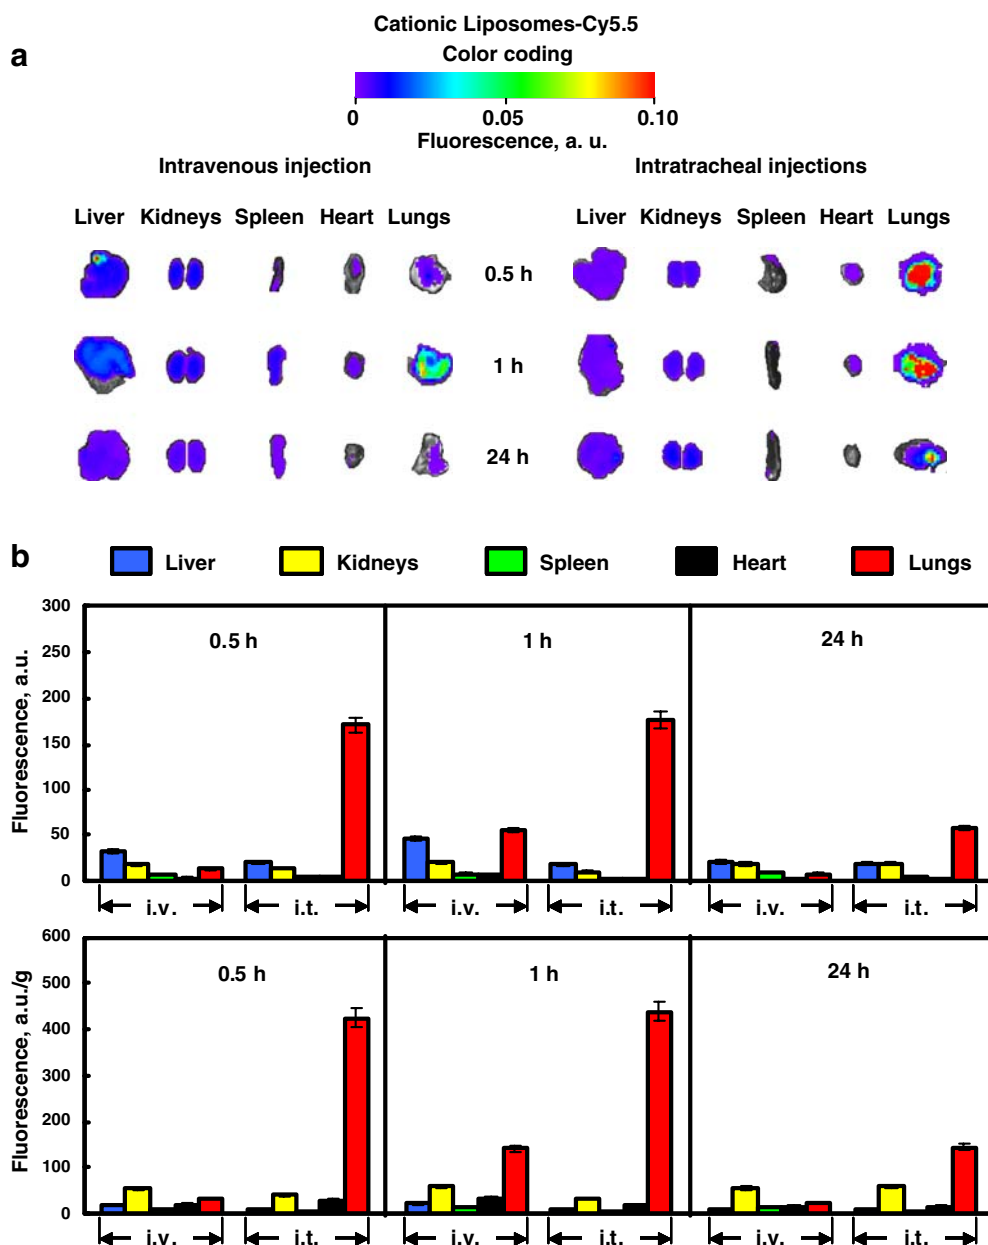 Cationic Liposomes-Cy5.5
a
Color coding
0 0.05 0.10
Fluorescence, a. u.
Intravenous injection Intratracheal injections
Liver Kidneys Spleen Heart Lungs Liver Kidneys Spleen Heart Lungs
0.5 h
1 h
24 h
b
Liver Kidneys Spleen Heart Lungs
Fluorescence, a.u.
300
250
200
150
100
50
0
0.5 h 1 h 24 h
i.v. i.t. i.v. i.t. i.v. i.t.
Fluorescence, a.u./g
600
500
400
300
200
100
0
0.5 h 1 h 24 h
i.v. i.t. i.v. i.t. i.v. i.t.